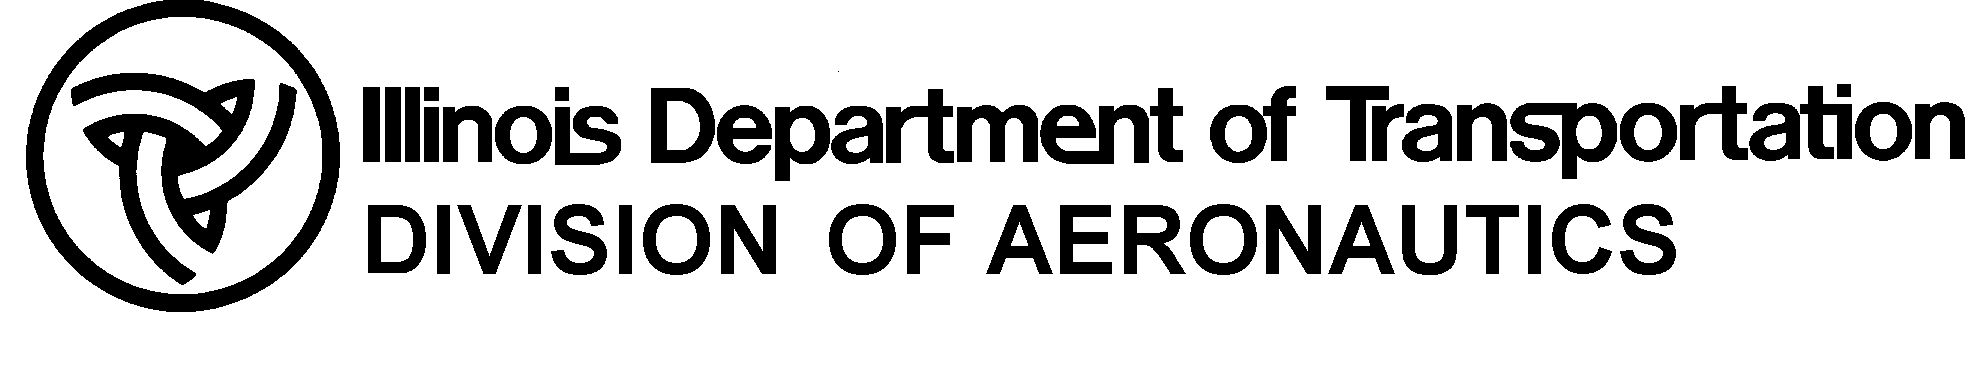 Illinois Department of Transportation
DIVISION OF AERONAUTICS